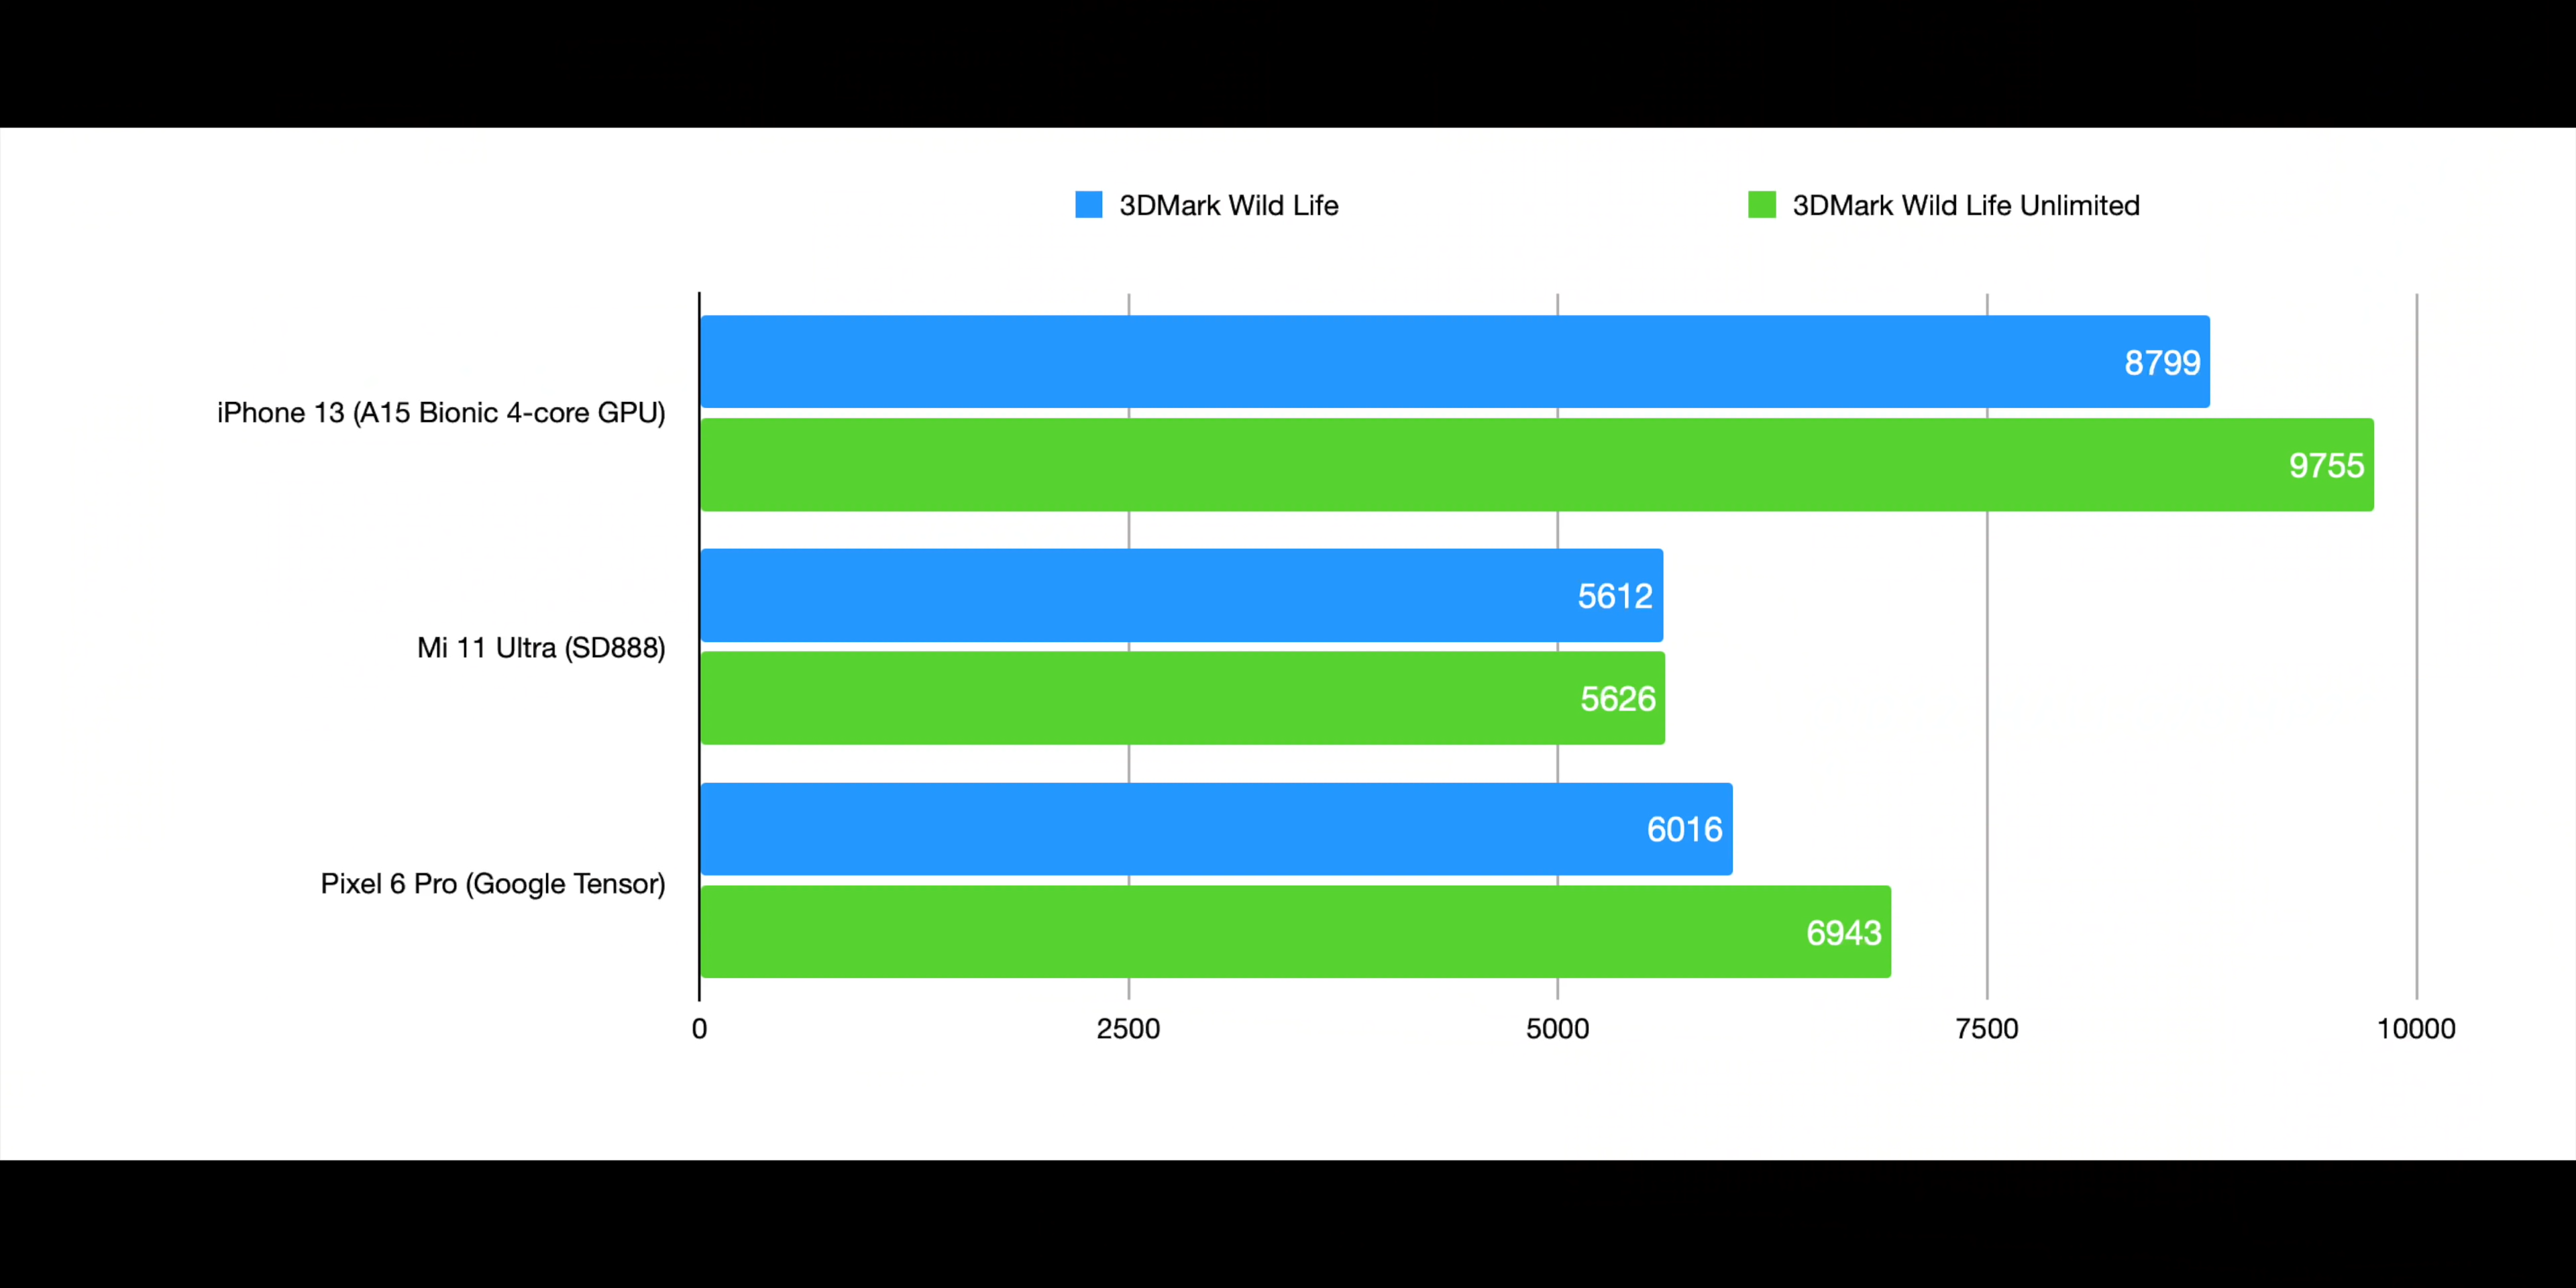 3DMark Wild Life
3DMark Wild Life Unlimited
iPhone 13 (A15 Bionic 4-core GPU)
8799
9755
Mi 11 Ultra (SD888)
5612
5626
Pixel 6 Pro (Google Tensor)
6016
6943
0 2500 5000 7500 10000